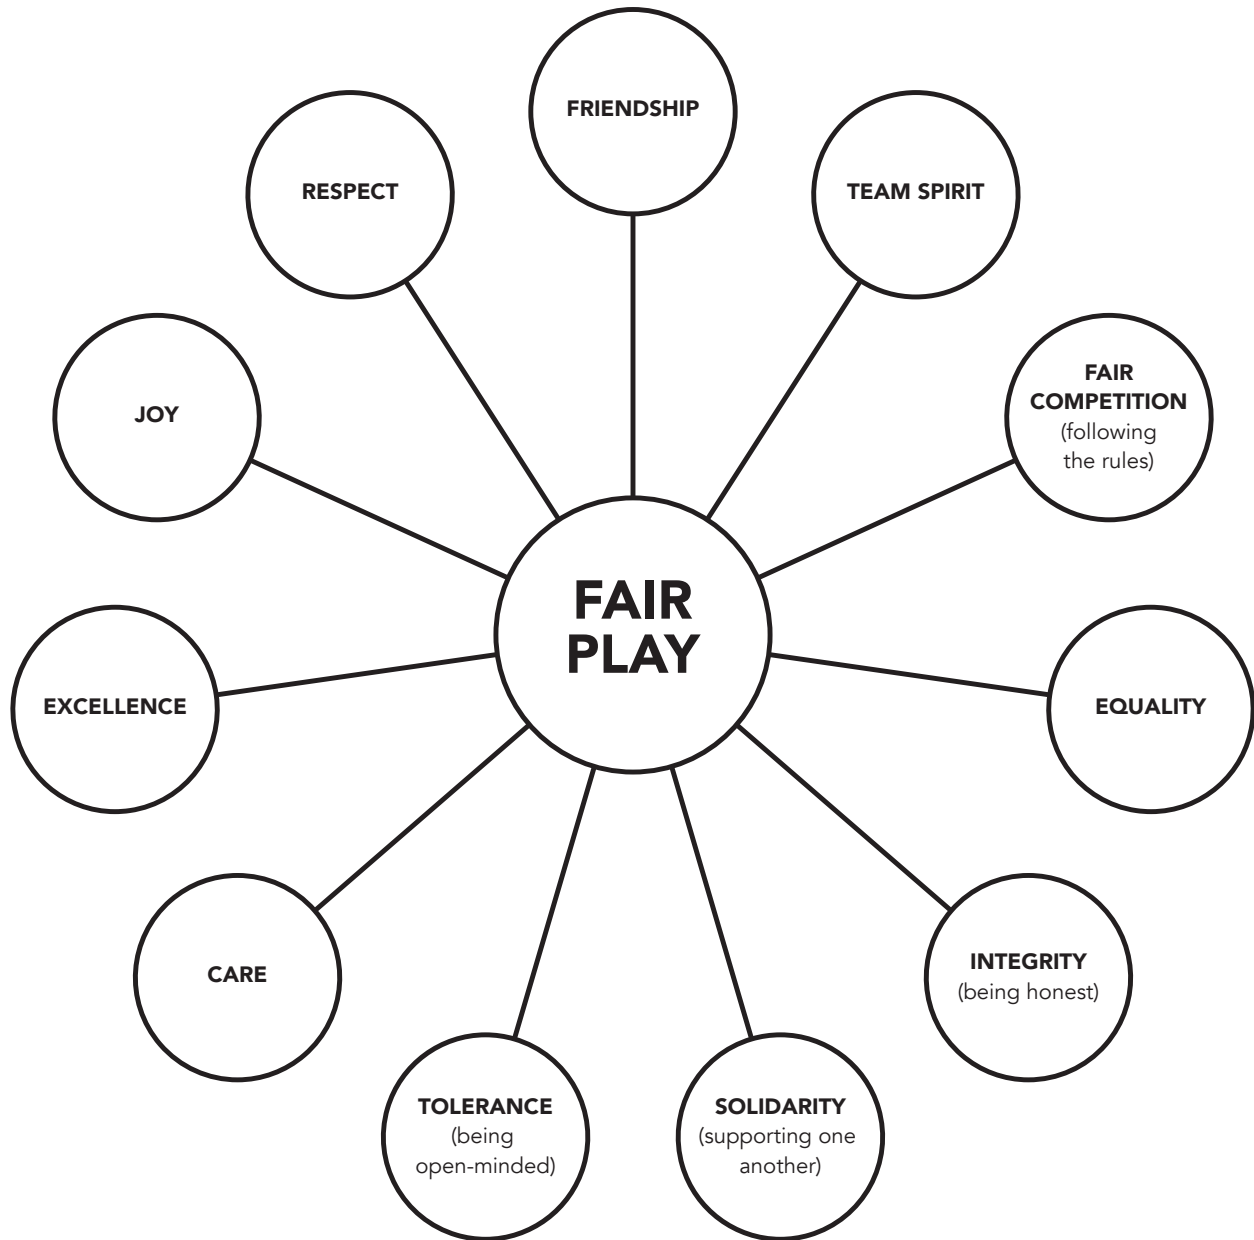 FRIENDSHIP
RESPECT
TEAM SPIRIT
JOY
FAIR
COMPETITION
(following
the rules)
FAIR
PLAY
EXCELLENCE
EQUALITY
CARE
INTEGRITY
(being honest)
TOLERANCE
(being
open-minded)
SOLIDARITY
(supporting one
another)